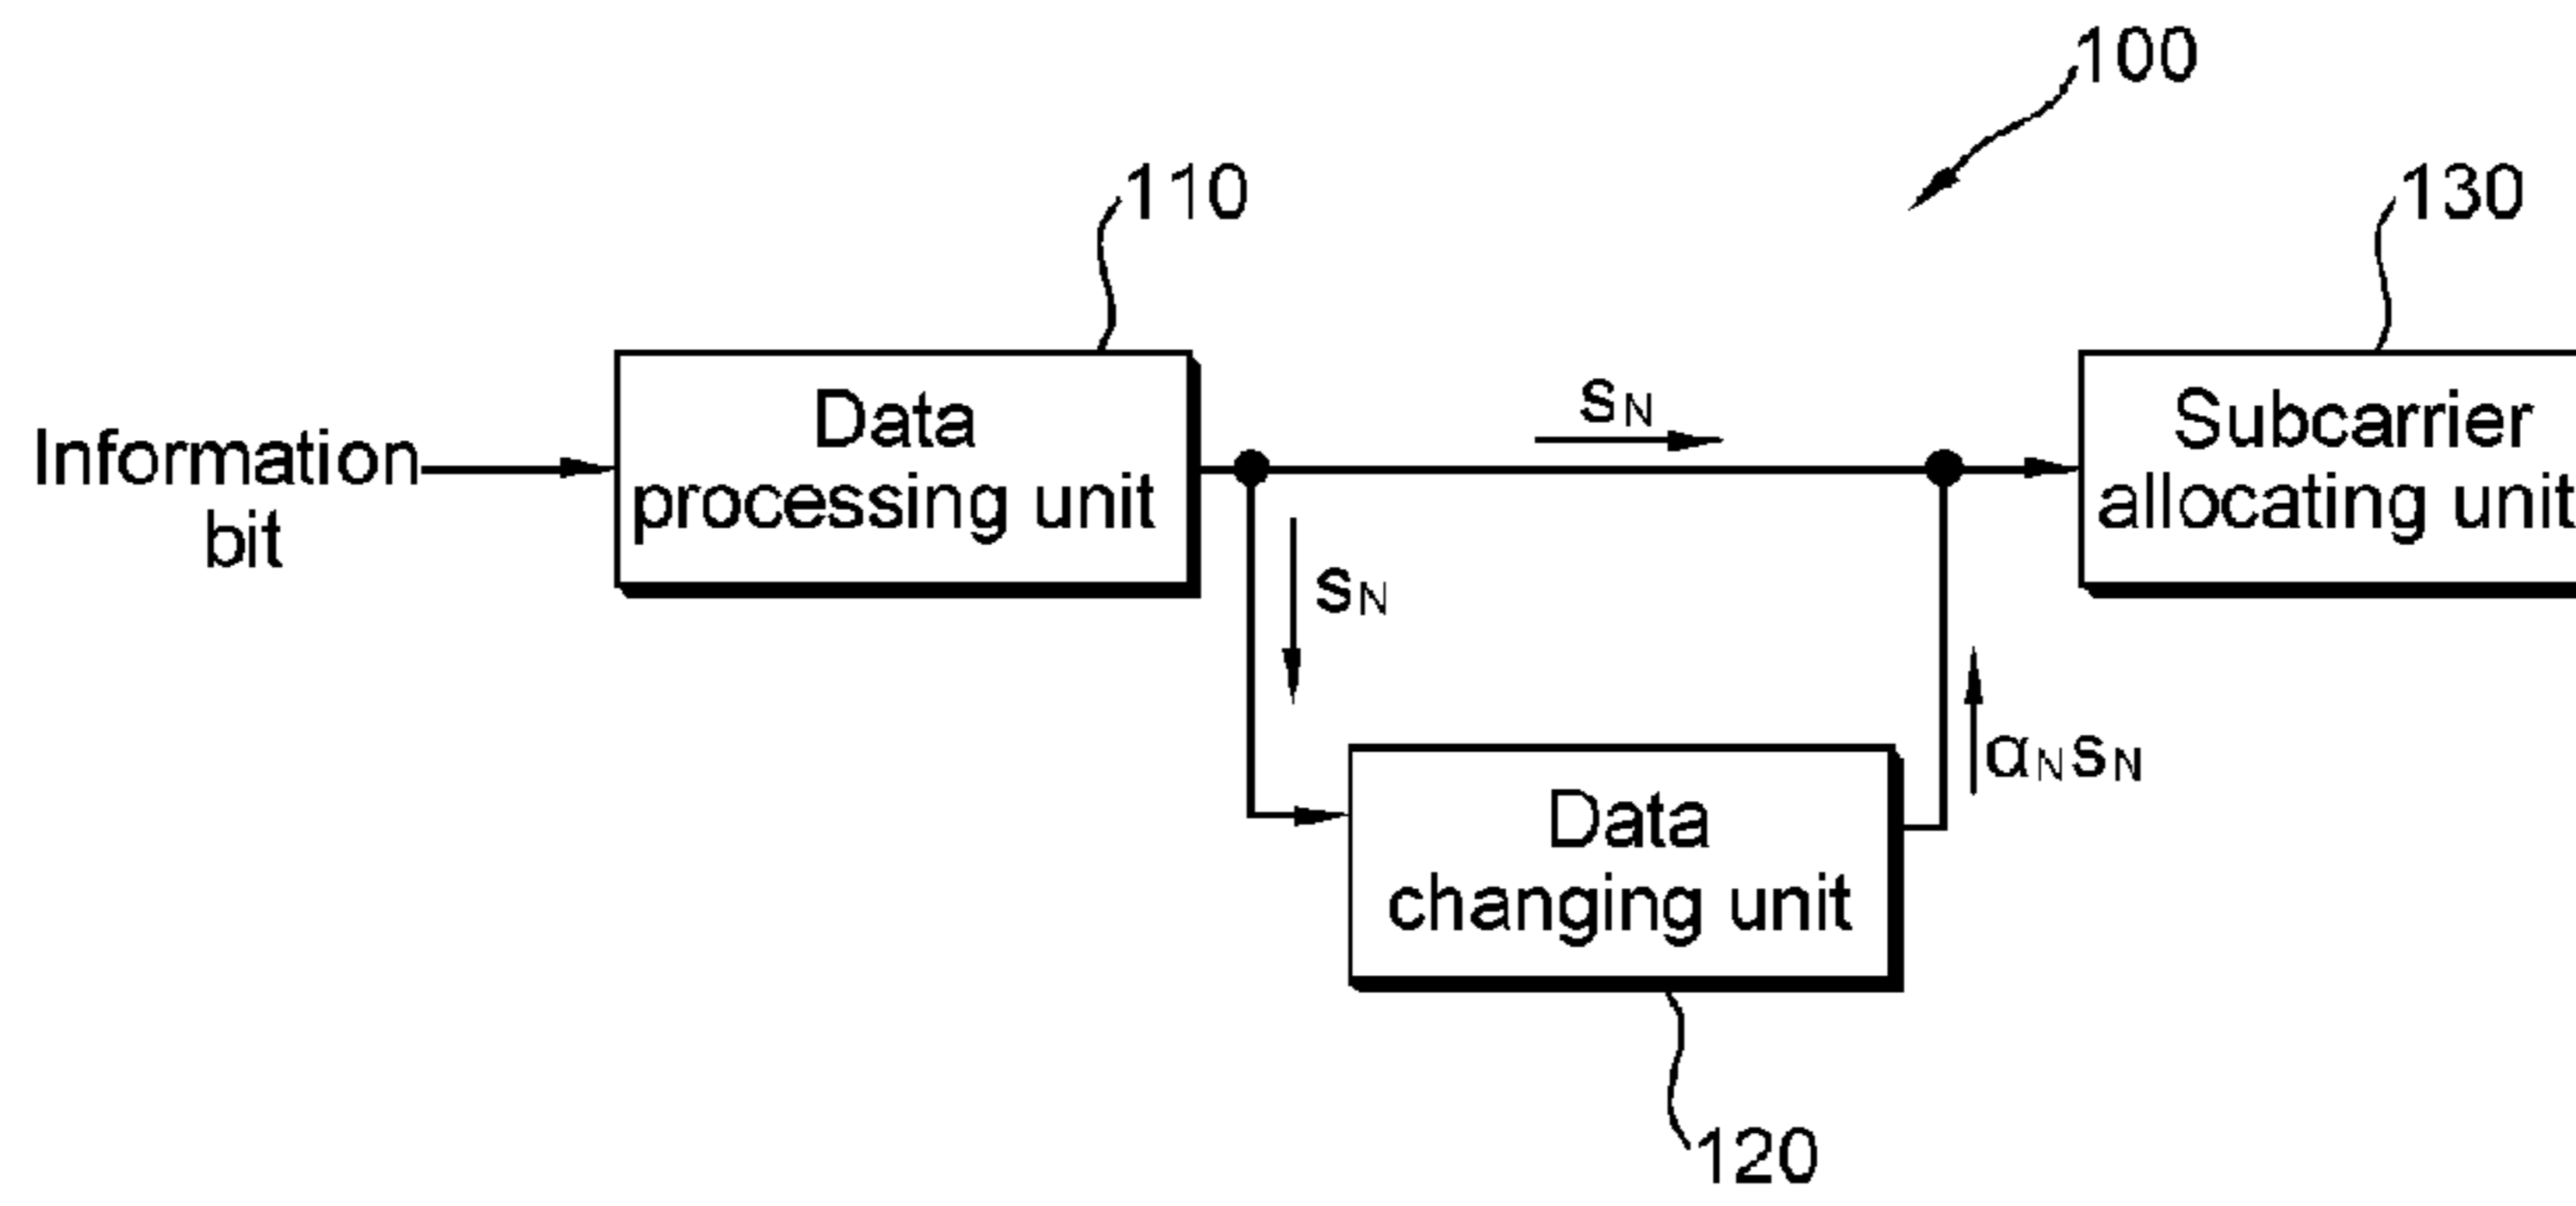 100
110
130
Information
bit
Data
processing unit
sN
Subcarrier
allocating unit
sN
αNsN
Data
changing unit
120